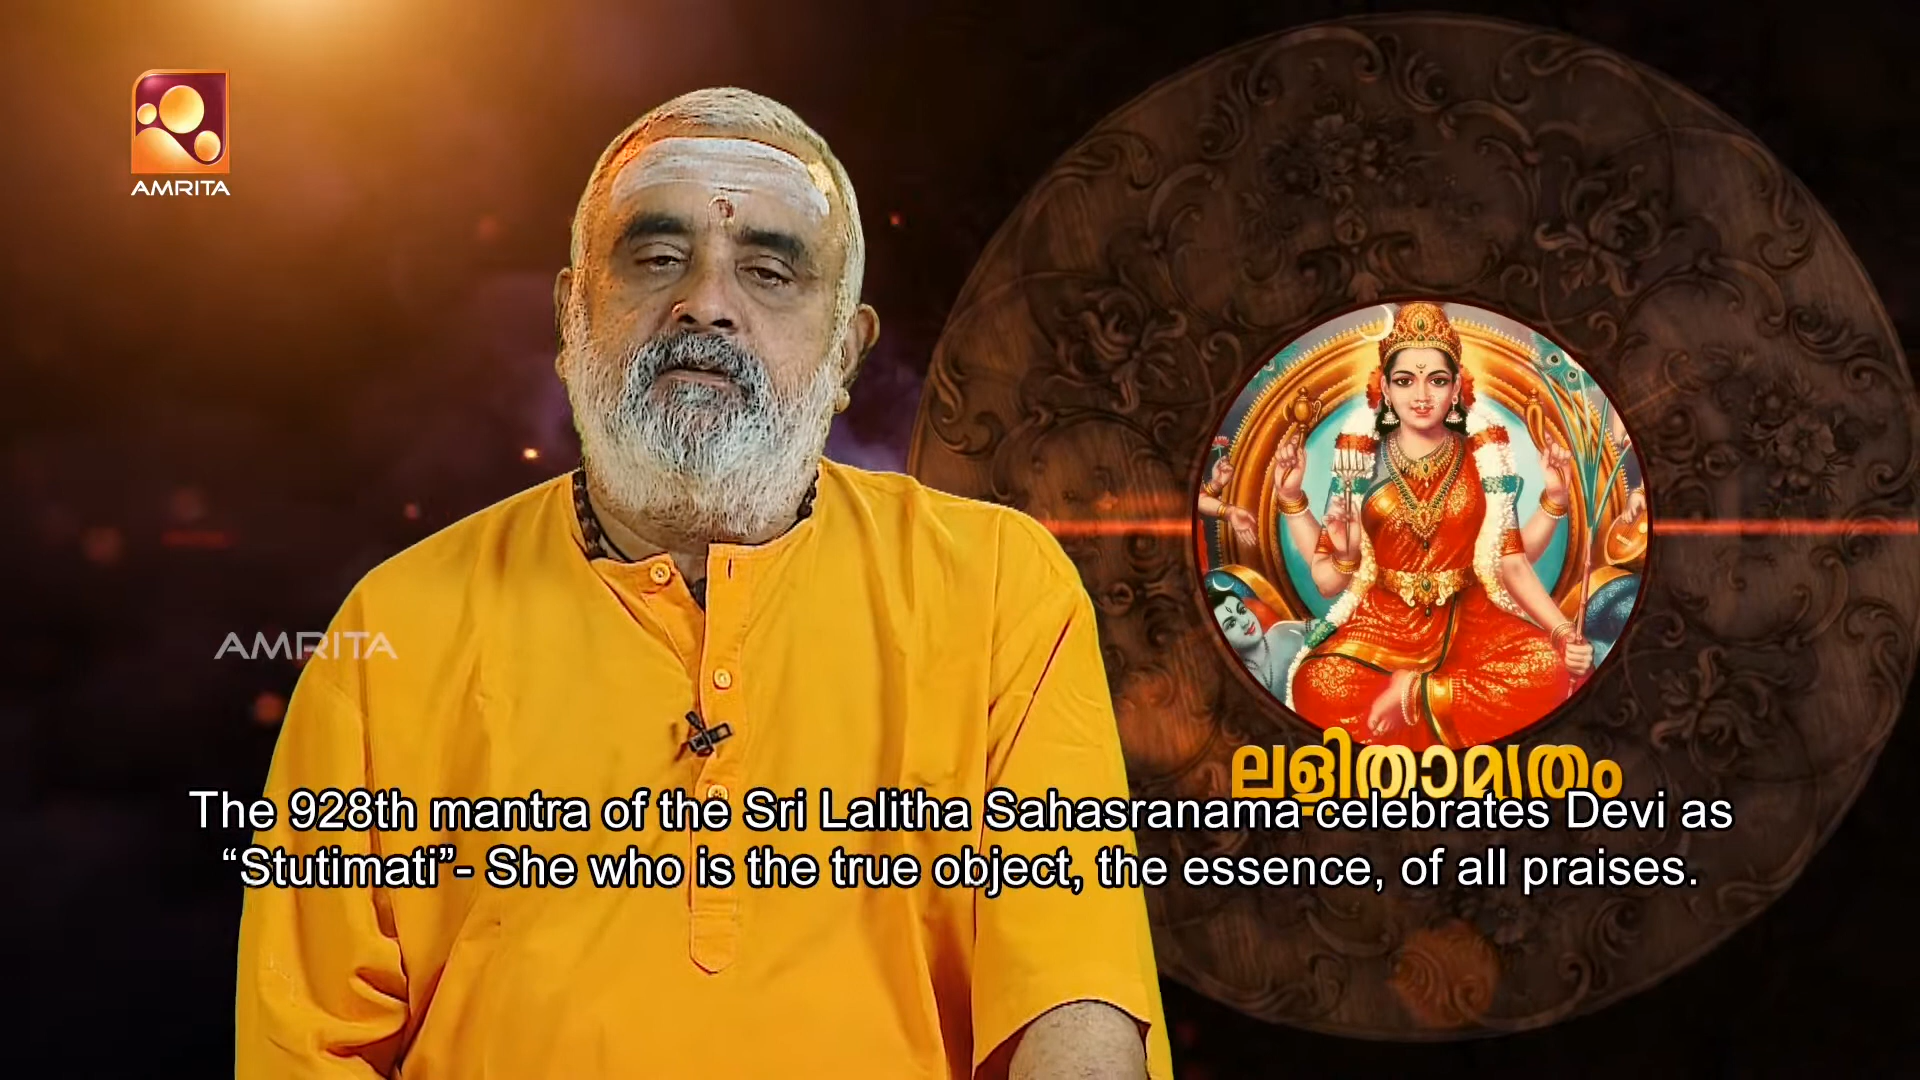 AMRITA
AMRITA
ലളിതാമൃതം
The 928th mantra of the Sri Lalitha Sahasranama celebrates Devi as
“Stutimati”- She who is the true object, the essence, of all praises.